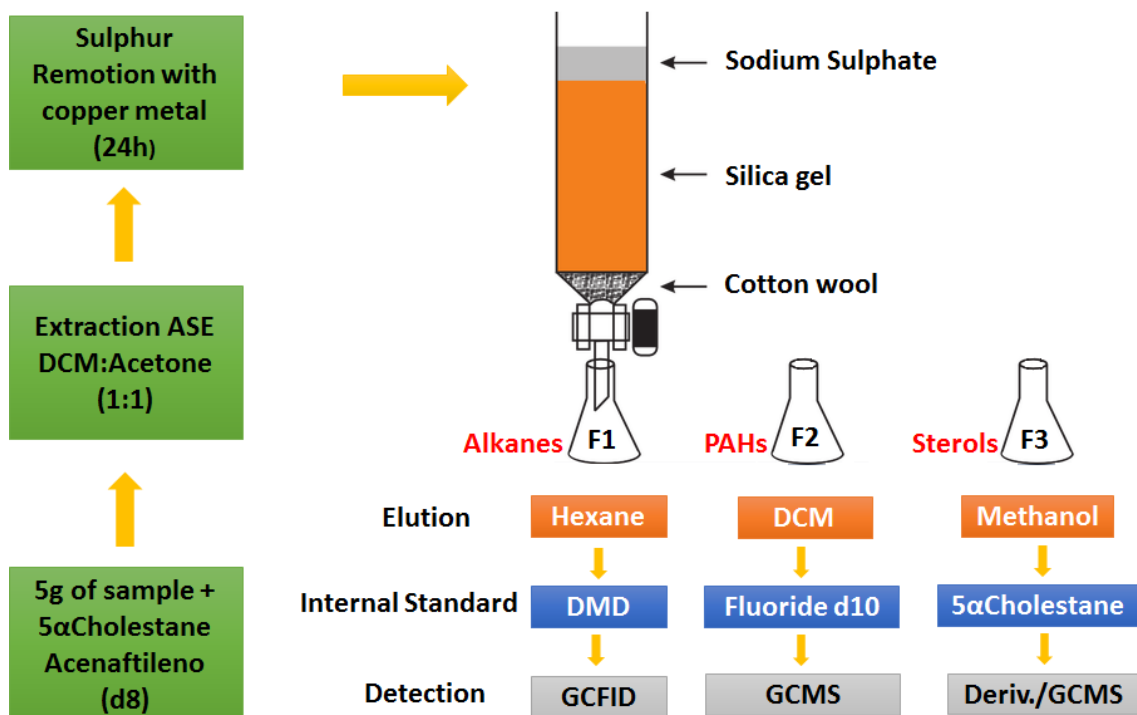 Sulphur
Remotion with
copper metal
(24h)
Extraction ASE
DCM:Acetone
(1:1)
5g of sample +
5αCholestane
Acenaftileno
(d8)
Sodium Sulphate
Silica gel
Cotton wool
Alkanes F1 PAHs F2 Sterols F3
Elution Hexane DCM Methanol
Internal Standard DMD Fluoride d10 5αCholestane
Detection GCFID GCMS Deriv./GCMS